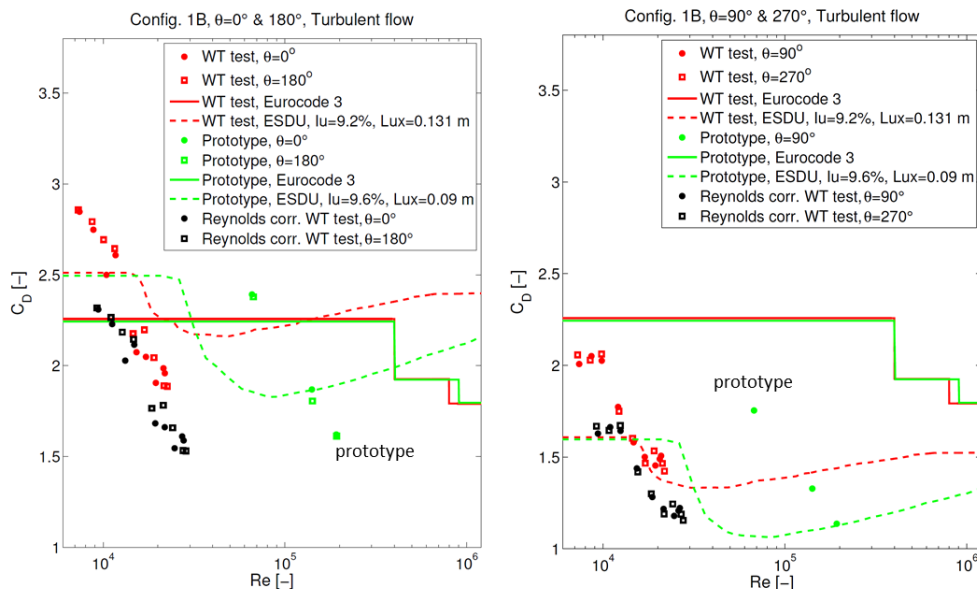 Config. 1B, θ=0° & 180°, Turbulent flow
WT test, θ=0°
WT test, θ=180°
WT test, Eurocode 3
WT test, ESDU, Iu=9.2%, Lux=0.131 m
Prototype, θ=0°
Prototype, θ=180°
Prototype, Eurocode 3
Prototype, ESDU, Iu=9.6%, Lux=0.09 m
Reynolds corr. WT test, θ=0°
Reynolds corr. WT test, θ=180°
3.5
3
2.5
2
1.5
1
C_D [-]
prototype
10^4
10^5
10^6
Re [-]
Config. 1B, θ=90° & 270°, Turbulent flow
WT test, θ=90°
WT test, θ=270°
WT test, Eurocode 3
WT test, ESDU, Iu=9.2%, Lux=0.131 m
Prototype, θ=90°
Prototype, Eurocode 3
Prototype, ESDU, Iu=9.6%, Lux=0.09 m
Reynolds corr. WT test, θ=90°
Reynolds corr. WT test, θ=270°
3.5
3
2.5
2
1.5
1
C_D [-]
prototype
10^4
10^5
10^6
Re [-]